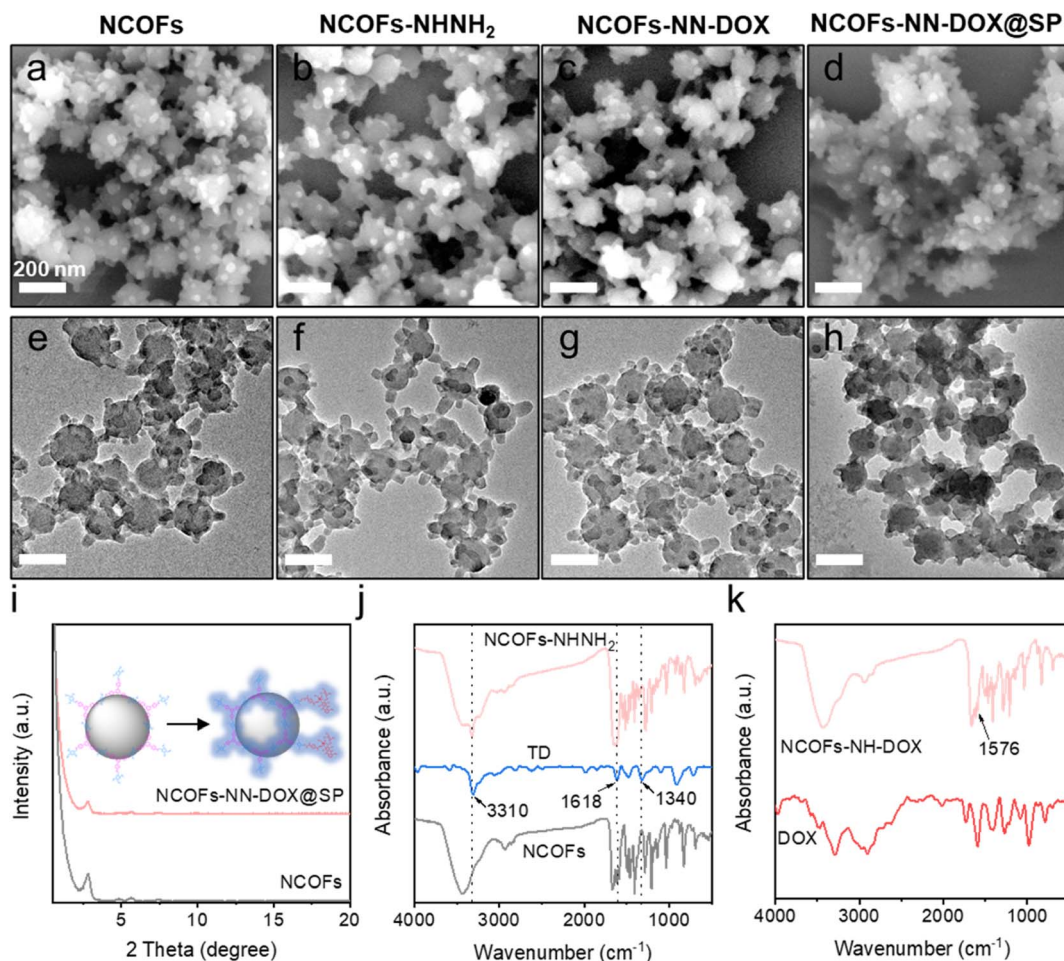 NCOFs
NCOFs-NHNH₂
NCOFs-NN-DOX
NCOFs-NN-DOX@SP
a
b
c
d
200 nm
e
f
g
h
i
Intensity (a.u.)
NCOFs-NN-DOX@SP
NCOFs
5
10
15
20
2 Theta (degree)
j
Absorbance (a.u.)
NCOFs-NHNH₂
TD
3310
1618
1340
NCOFs
4000
3000
2000
1000
Wavenumber (cm⁻¹)
k
Absorbance (a.u.)
NCOFs-NH-DOX
1576
DOX
4000
3000
2000
1000
Wavenumber (cm⁻¹)